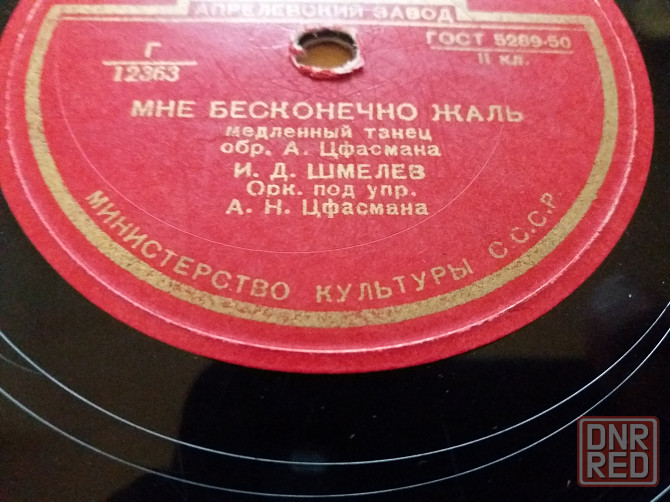 АПРЕЛЕВСКИЙ ЗАВОД
Г
12363
ГОСТ 5289-50
II кл.
МНЕ БЕСКОНЕЧНО ЖАЛЬ
медленный танец
обр. А. Цфасмана
И. Д. ШМЕЛЕВ
Орк. под упр.
А. Н. Цфасмана
МИНИСТЕРСТВО КУЛЬТУРЫ С.С.С.Р.
DNR
RED